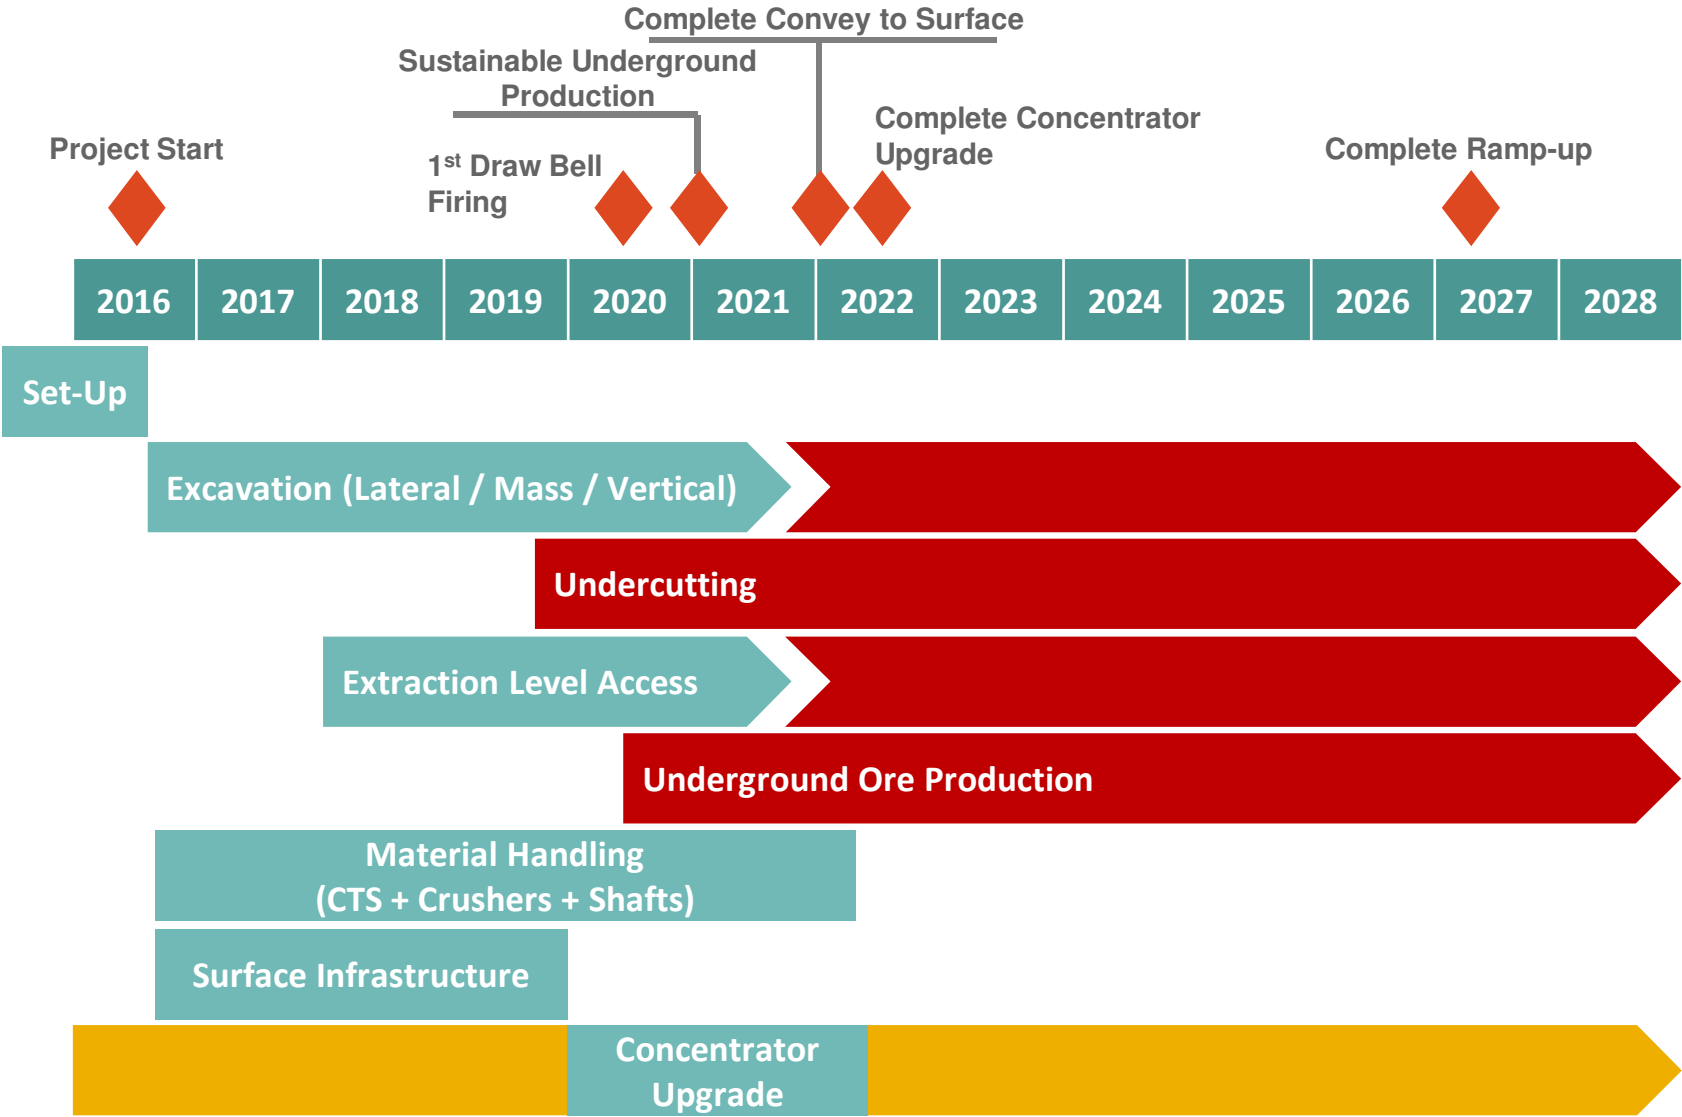 Complete Convey to Surface
Sustainable Underground
Production
Complete Concentrator
Upgrade
Project Start
1st Draw Bell
Firing
Complete Ramp-up
2016 2017 2018 2019 2020 2021 2022 2023 2024 2025 2026 2027 2028
Set-Up
Excavation (Lateral / Mass / Vertical)
Undercutting
Extraction Level Access
Underground Ore Production
Material Handling
(CTS + Crushers + Shafts)
Surface Infrastructure
Concentrator
Upgrade